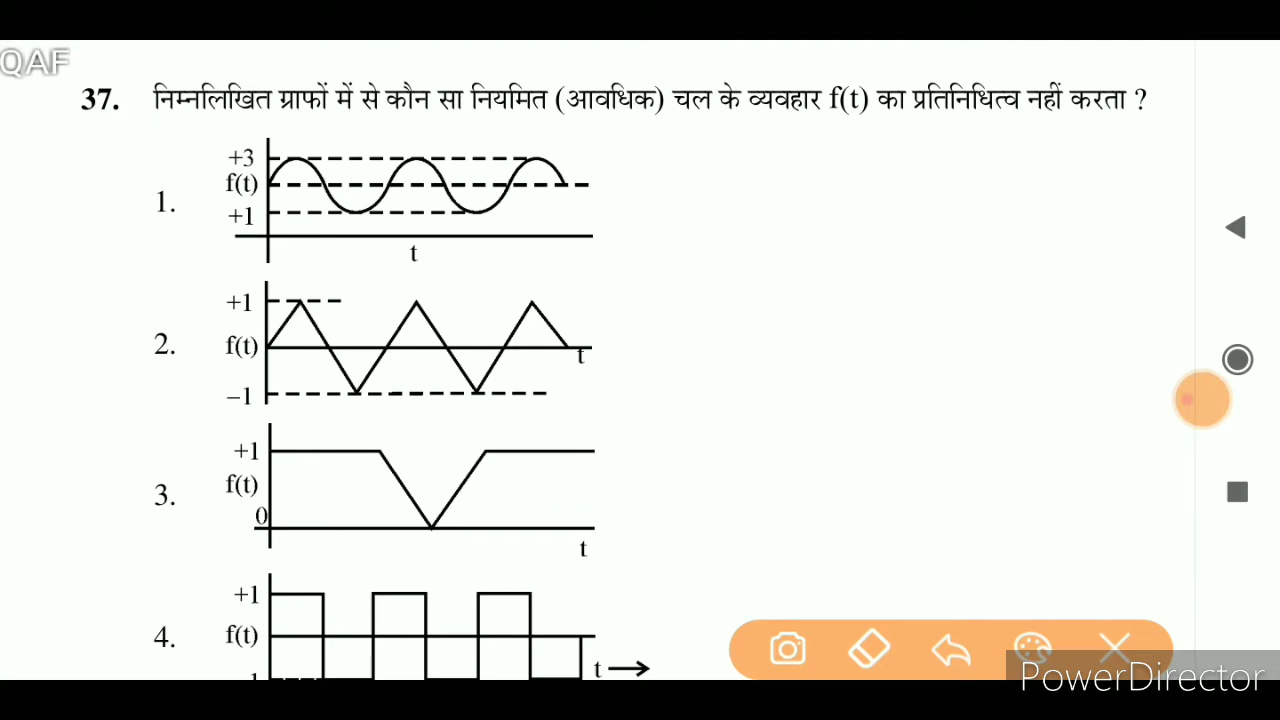 QAF
37. निम्नलिखित ग्राफों में से कौन सा नियमित (आवधिक) चल के व्यवहार f(t) का प्रतिनिधित्व नहीं करता ?
1.
+3
f(t)
+1
t
2.
+1
f(t)
–1
t
3.
+1
f(t)
0
t
4.
+1
f(t)
t
PowerDirector